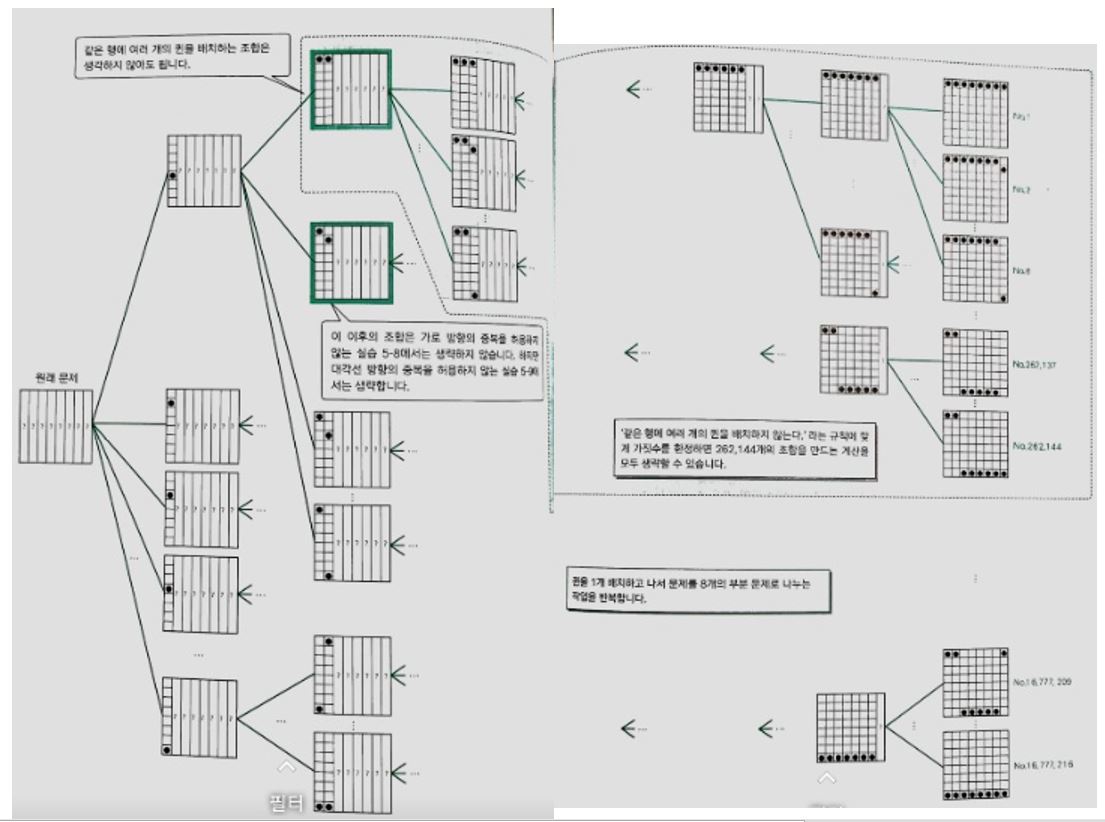 같은 행에 여러 개의 퀸을 배치하는 조합은
생각하지 않아도 됩니다.
원래 문제
? ? ? ? ? ? ? ?
이 이후의 조합은 가로 방향의 중복을 허용하지
않는 실습 5-8에서는 생략하지 않습니다. 하지만
대각선 방향의 중복을 허용하지 않는 실습 5-9에
서는 생략합니다.
No.1
No.2
No.8
No.262,137
No.262,144
'같은 행에 여러 개의 퀸을 배치하지 않는다.' 라는 규칙에 맞
게 가짓수를 한정하면 262,144개의 조합을 만드는 계산을
모두 생략할 수 있습니다.
퀸을 1개 배치하고 나서 문제를 8개의 부분 문제로 나누는
작업을 반복합니다.
No.16,777,209
No.16,777,216
필터